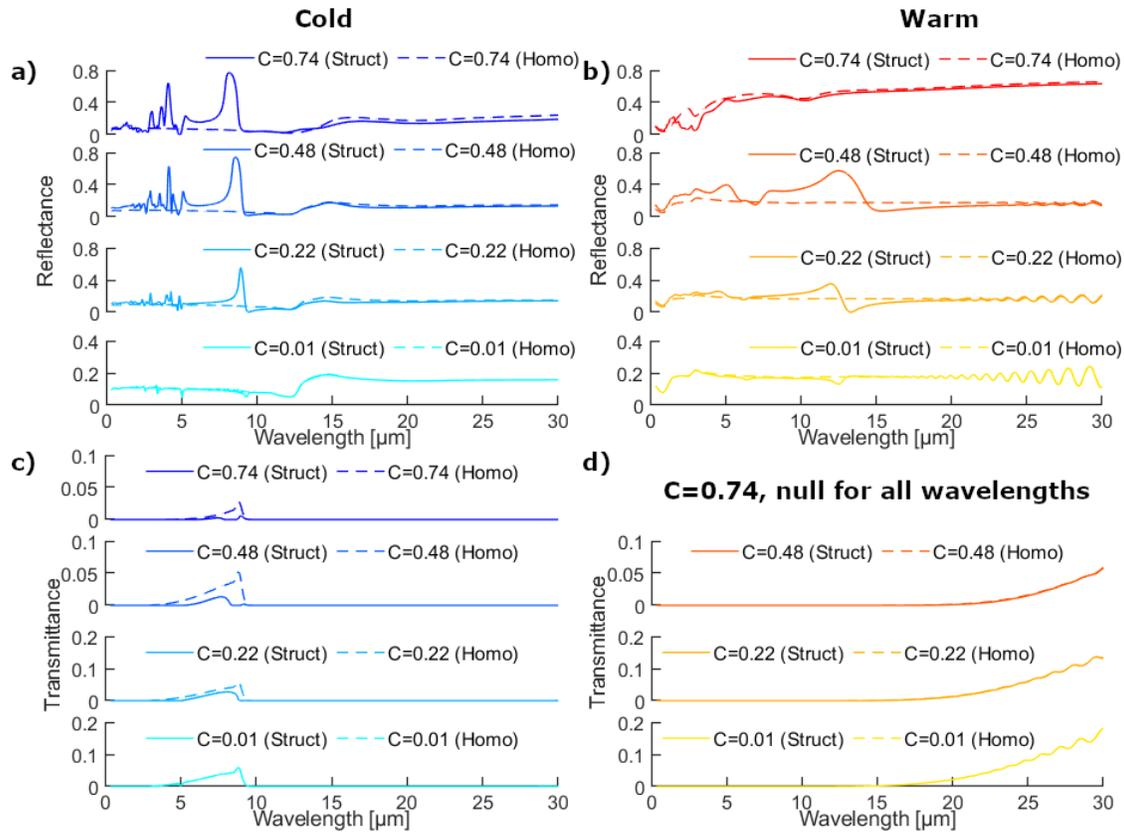 Cold
Warm
a)
C=0.74 (Struct) C=0.74 (Homo)
0.8
0.4
0
C=0.48 (Struct) C=0.48 (Homo)
0.8
0.4
0
C=0.22 (Struct) C=0.22 (Homo)
0.8
0.4
0
C=0.01 (Struct) C=0.01 (Homo)
0.4
0.2
0
Reflectance
0 5 10 15 20 25 30
Wavelength [µm]
b)
C=0.74 (Struct) C=0.74 (Homo)
0.8
0.4
0
C=0.48 (Struct) C=0.48 (Homo)
0.8
0.4
0
C=0.22 (Struct) C=0.22 (Homo)
0.8
0.4
0
C=0.01 (Struct) C=0.01 (Homo)
0.4
0.2
0
Reflectance
0 5 10 15 20 25 30
Wavelength [µm]
c)
C=0.74 (Struct) C=0.74 (Homo)
0.1
0.05
0
C=0.48 (Struct) C=0.48 (Homo)
0.1
0.05
0
C=0.22 (Struct) C=0.22 (Homo)
0.2
0.1
0
C=0.01 (Struct) C=0.01 (Homo)
0.2
0.1
0
Transmittance
0 5 10 15 20 25 30
Wavelength [µm]
d)
C=0.74, null for all wavelengths
C=0.48 (Struct) C=0.48 (Homo)
0.1
0.05
0
C=0.22 (Struct) C=0.22 (Homo)
0.2
0.1
0
C=0.01 (Struct) C=0.01 (Homo)
0.2
0.1
0
Transmittance
0 5 10 15 20 25 30
Wavelength [µm]